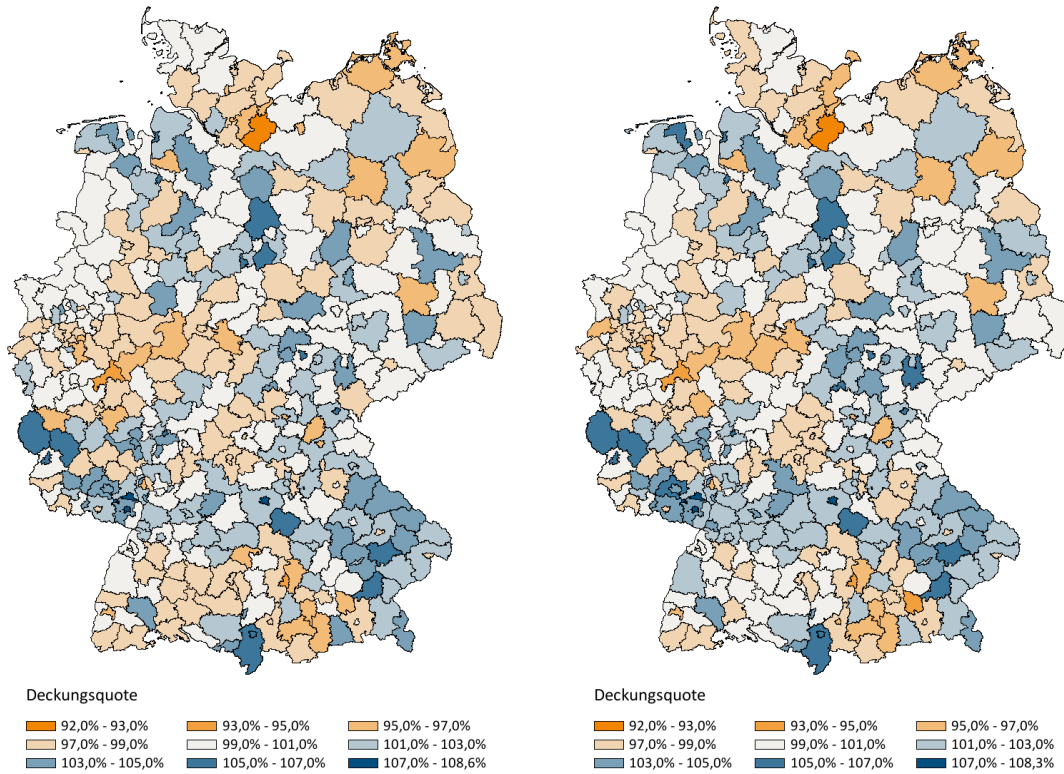 Deckungsquote
92,0% - 93,0% 93,0% - 95,0% 95,0% - 97,0%
97,0% - 99,0% 99,0% - 101,0% 101,0% - 103,0%
103,0% - 105,0% 105,0% - 107,0% 107,0% - 108,6%
Deckungsquote
92,0% - 93,0% 93,0% - 95,0% 95,0% - 97,0%
97,0% - 99,0% 99,0% - 101,0% 101,0% - 103,0%
103,0% - 105,0% 105,0% - 107,0% 107,0% - 108,3%